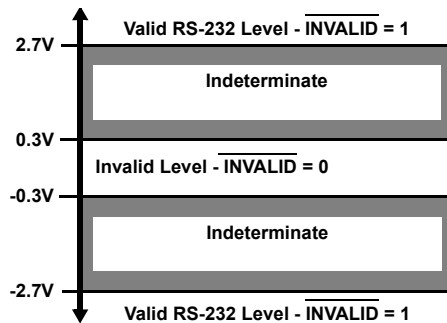 Valid RS-232 Level - INVALID = 1
2.7V
Indeterminate
0.3V
Invalid Level - INVALID = 0
-0.3V
Indeterminate
-2.7V
Valid RS-232 Level - INVALID = 1